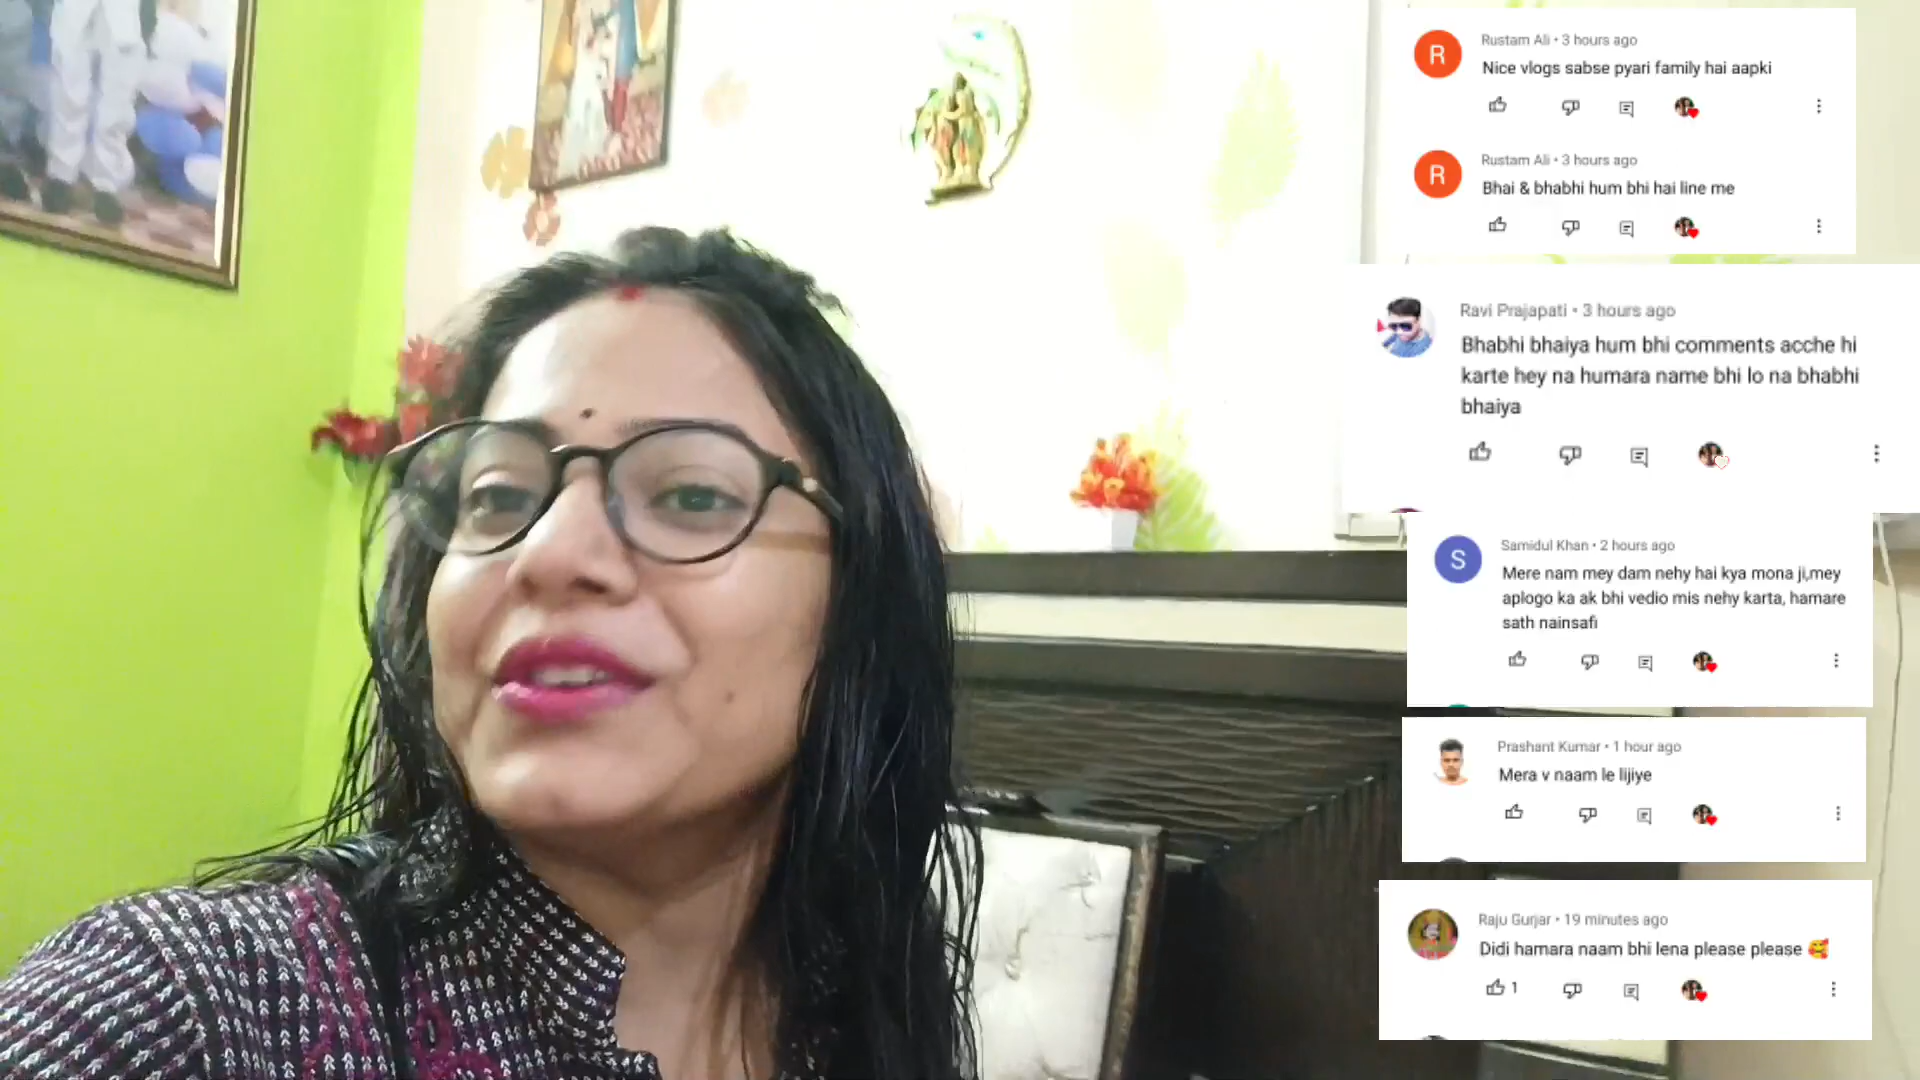 Rustam Ali • 3 hours ago
Nice vlogs sabse pyari family hai aapki
Rustam Ali • 3 hours ago
Bhai & bhabhi hum bhi hai line me
Ravi Prajapati • 3 hours ago
Bhabhi bhaiya hum bhi comments acche hi
karte hey na humara name bhi lo na bhabhi
bhaiya
Samidul Khan • 2 hours ago
Mere nam mey dam nehy hai kya mona ji,mey
aplogo ka ak bhi vedio mis nehy karta, hamare
sath nainsafi
Prashant Kumar • 1 hour ago
Mera v naam le lijiye
Raju Gurjar • 19 minutes ago
Didi hamara naam bhi lena please please 🥰
1